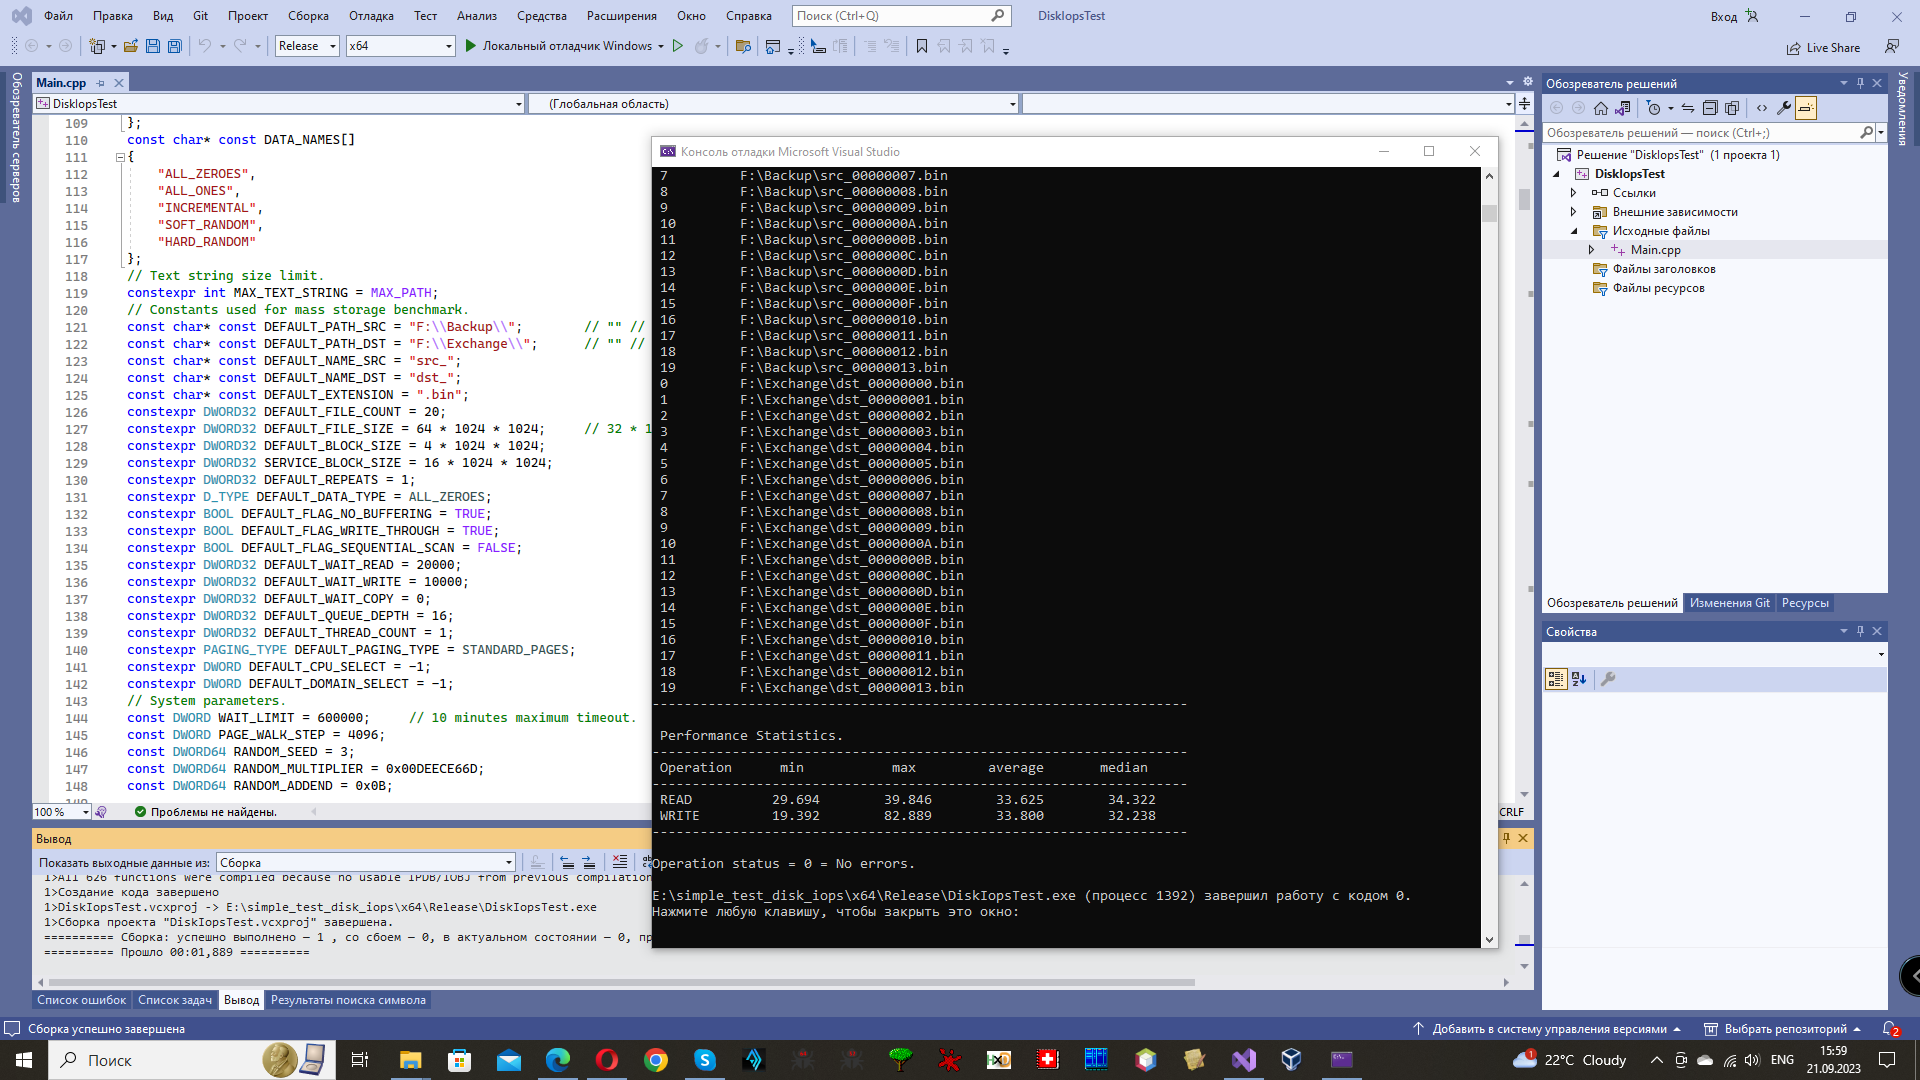 Файл Правка Вид Git Проект Сборка Отладка Тест Анализ Средства Расширения Окно Справка Поиск (Ctrl+Q) DiskIopsTest Вход
Release x64 Локальный отладчик Windows Live Share
Обозреватель серверов
Main.cpp
DiskIopsTest (Глобальная область)
109 };
110 const char* const DATA_NAMES[]
111 {
112 "ALL_ZEROES",
113 "ALL_ONES",
114 "INCREMENTAL",
115 "SOFT_RANDOM",
116 "HARD_RANDOM"
117 };
118 // Text string size limit.
119 constexpr int MAX_TEXT_STRING = MAX_PATH;
120 // Constants used for mass storage benchmark.
121 const char* const DEFAULT_PATH_SRC = "F:\\Backup\\"; // "" //
122 const char* const DEFAULT_PATH_DST = "F:\\Exchange\\"; // "" //
123 const char* const DEFAULT_NAME_SRC = "src_";
124 const char* const DEFAULT_NAME_DST = "dst_";
125 const char* const DEFAULT_EXTENSION = ".bin";
126 constexpr DWORD32 DEFAULT_FILE_COUNT = 20;
127 constexpr DWORD32 DEFAULT_FILE_SIZE = 64 * 1024 * 1024; // 32 * 1
128 constexpr DWORD32 DEFAULT_BLOCK_SIZE = 4 * 1024 * 1024;
129 constexpr DWORD32 SERVICE_BLOCK_SIZE = 16 * 1024 * 1024;
130 constexpr DWORD32 DEFAULT_REPEATS = 1;
131 constexpr D_TYPE DEFAULT_DATA_TYPE = ALL_ZEROES;
132 constexpr BOOL DEFAULT_FLAG_NO_BUFFERING = TRUE;
133 constexpr BOOL DEFAULT_FLAG_WRITE_THROUGH = TRUE;
134 constexpr BOOL DEFAULT_FLAG_SEQUENTIAL_SCAN = FALSE;
135 constexpr DWORD32 DEFAULT_WAIT_READ = 20000;
136 constexpr DWORD32 DEFAULT_WAIT_WRITE = 10000;
137 constexpr DWORD32 DEFAULT_WAIT_COPY = 0;
138 constexpr DWORD32 DEFAULT_QUEUE_DEPTH = 16;
139 constexpr DWORD32 DEFAULT_THREAD_COUNT = 1;
140 constexpr PAGING_TYPE DEFAULT_PAGING_TYPE = STANDARD_PAGES;
141 constexpr DWORD DEFAULT_CPU_SELECT = -1;
142 constexpr DWORD DEFAULT_DOMAIN_SELECT = -1;
143 // System parameters.
144 const DWORD WAIT_LIMIT = 600000; // 10 minutes maximum timeout.
145 const DWORD PAGE_WALK_STEP = 4096;
146 const DWORD64 RANDOM_SEED = 3;
147 const DWORD64 RANDOM_MULTIPLIER = 0x00DEECE66D;
148 const DWORD64 RANDOM_ADDEND = 0x0B;
100 % Проблемы не найдены. CRLF
Консоль отладки Microsoft Visual Studio
7 F:\Backup\src_00000007.bin
8 F:\Backup\src_00000008.bin
9 F:\Backup\src_00000009.bin
10 F:\Backup\src_0000000A.bin
11 F:\Backup\src_0000000B.bin
12 F:\Backup\src_0000000C.bin
13 F:\Backup\src_0000000D.bin
14 F:\Backup\src_0000000E.bin
15 F:\Backup\src_0000000F.bin
16 F:\Backup\src_00000010.bin
17 F:\Backup\src_00000011.bin
18 F:\Backup\src_00000012.bin
19 F:\Backup\src_00000013.bin
0 F:\Exchange\dst_00000000.bin
1 F:\Exchange\dst_00000001.bin
2 F:\Exchange\dst_00000002.bin
3 F:\Exchange\dst_00000003.bin
4 F:\Exchange\dst_00000004.bin
5 F:\Exchange\dst_00000005.bin
6 F:\Exchange\dst_00000006.bin
7 F:\Exchange\dst_00000007.bin
8 F:\Exchange\dst_00000008.bin
9 F:\Exchange\dst_00000009.bin
10 F:\Exchange\dst_0000000A.bin
11 F:\Exchange\dst_0000000B.bin
12 F:\Exchange\dst_0000000C.bin
13 F:\Exchange\dst_0000000D.bin
14 F:\Exchange\dst_0000000E.bin
15 F:\Exchange\dst_0000000F.bin
16 F:\Exchange\dst_00000010.bin
17 F:\Exchange\dst_00000011.bin
18 F:\Exchange\dst_00000012.bin
19 F:\Exchange\dst_00000013.bin
Performance Statistics.
Operation min max average median
READ 29.694 39.846 33.625 34.322
WRITE 19.392 82.889 33.800 32.238
Operation status = 0 = No errors.
E:\simple_test_disk_iops\x64\Release\DiskIopsTest.exe (процесс 1392) завершил работу с кодом 0.
Нажмите любую клавишу, чтобы закрыть это окно:
Обозреватель решений
Обозреватель решений — поиск (Ctrl+;)
Решение "DiskIopsTest" (1 проекта 1)
DiskIopsTest
Ссылки
Внешние зависимости
Исходные файлы
Main.cpp
Файлы заголовков
Файлы ресурсов
Обозреватель решений Изменения Git Ресурсы
Свойства
Уведомления
Вывод
Показать выходные данные из: Сборка
1>All 626 functions were compiled because no usable IPDB/IOBJ from previous compilation
1>Создание кода завершено
1>DiskIopsTest.vcxproj -> E:\simple_test_disk_iops\x64\Release\DiskIopsTest.exe
1>Сборка проекта "DiskIopsTest.vcxproj" завершена.
========== Сборка: успешно выполнено — 1 , со сбоем — 0, в актуальном состоянии — 0, пр
========== Прошло 00:01,889 ==========
Список ошибок Список задач Вывод Результаты поиска символа
Сборка успешно завершена Добавить в систему управления версиями Выбрать репозиторий 2
Поиск 1 22°C Cloudy ENG 15:59
21.09.2023